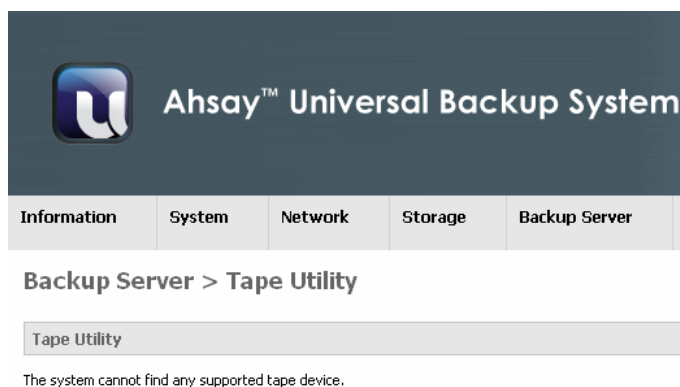 Ahsay™ Universal Backup System
Information System Network Storage Backup Server
Backup Server > Tape Utility
Tape Utility
The system cannot find any supported tape device.